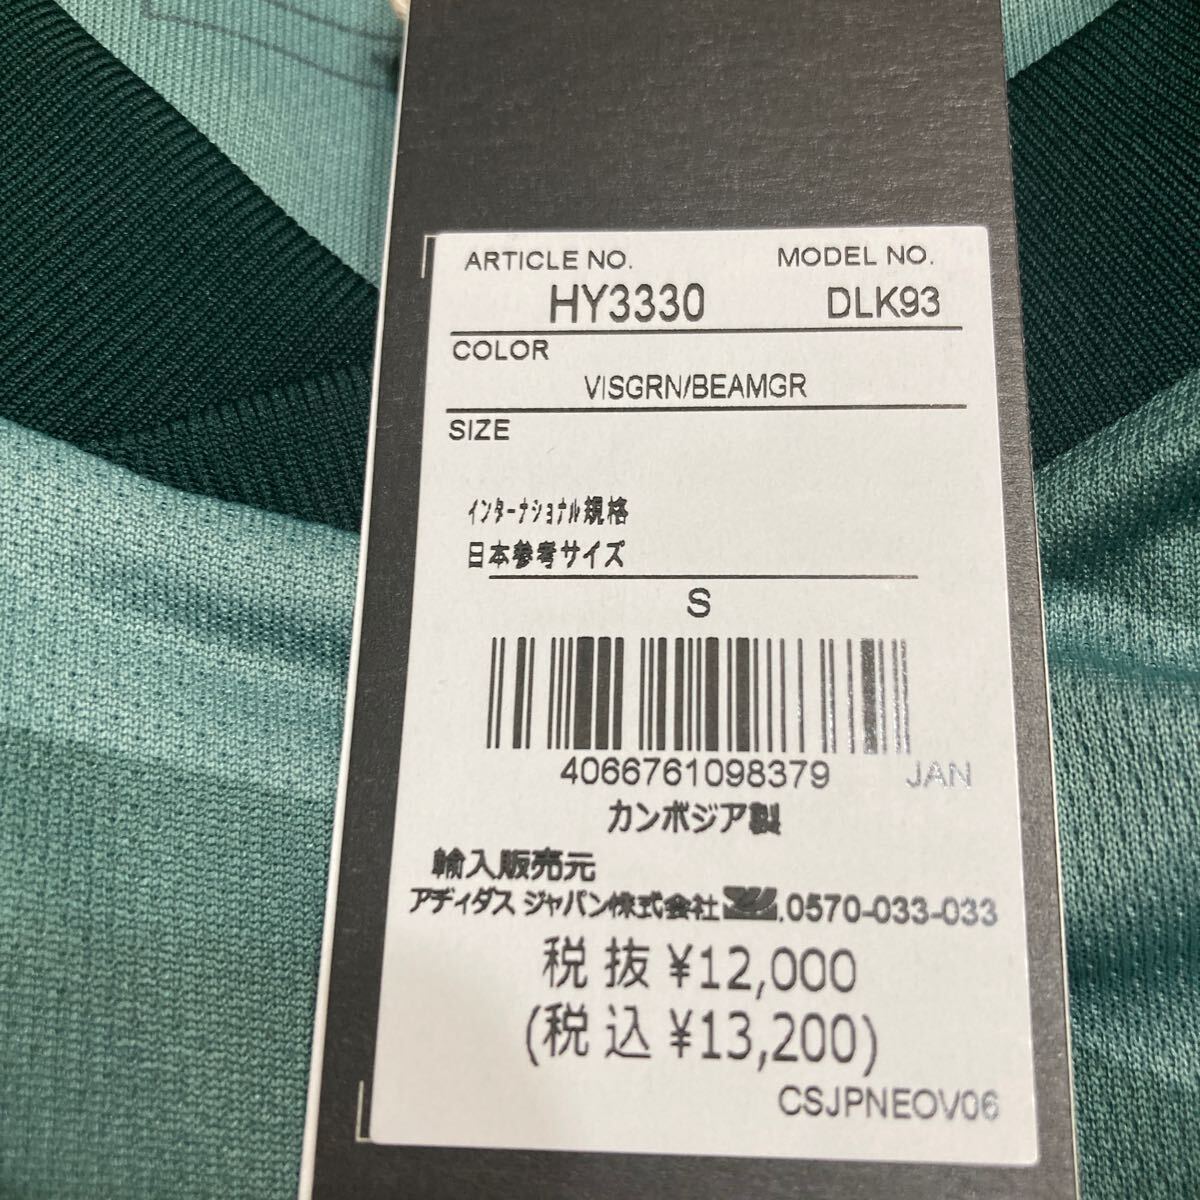 ARTICLE NO. MODEL NO.
HY3330 DLK93
COLOR
VISGRN/BEAMGR
SIZE
インターナショナル規格
日本参考サイズ
S
4066761098379 JAN
カンボジア製
輸入販売元
アディダス ジャパン株式会社 .0570-033-033
税抜 ¥12,000
(税込 ¥13,200)
CSJPNEOV06